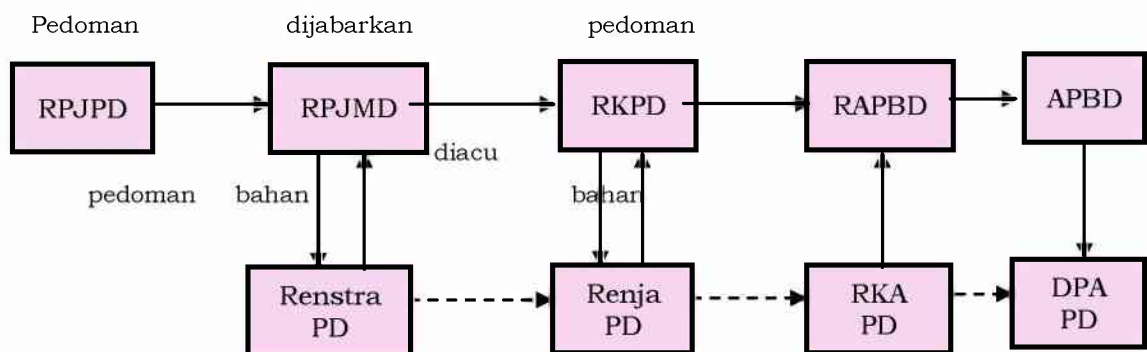 Pedoman dijabarkan pedoman
RPJPD RPJMD RKPD RAPBD APBD
diacu
pedoman bahan bahan
Renstra Renja RKA DPA
PD PD PD PD